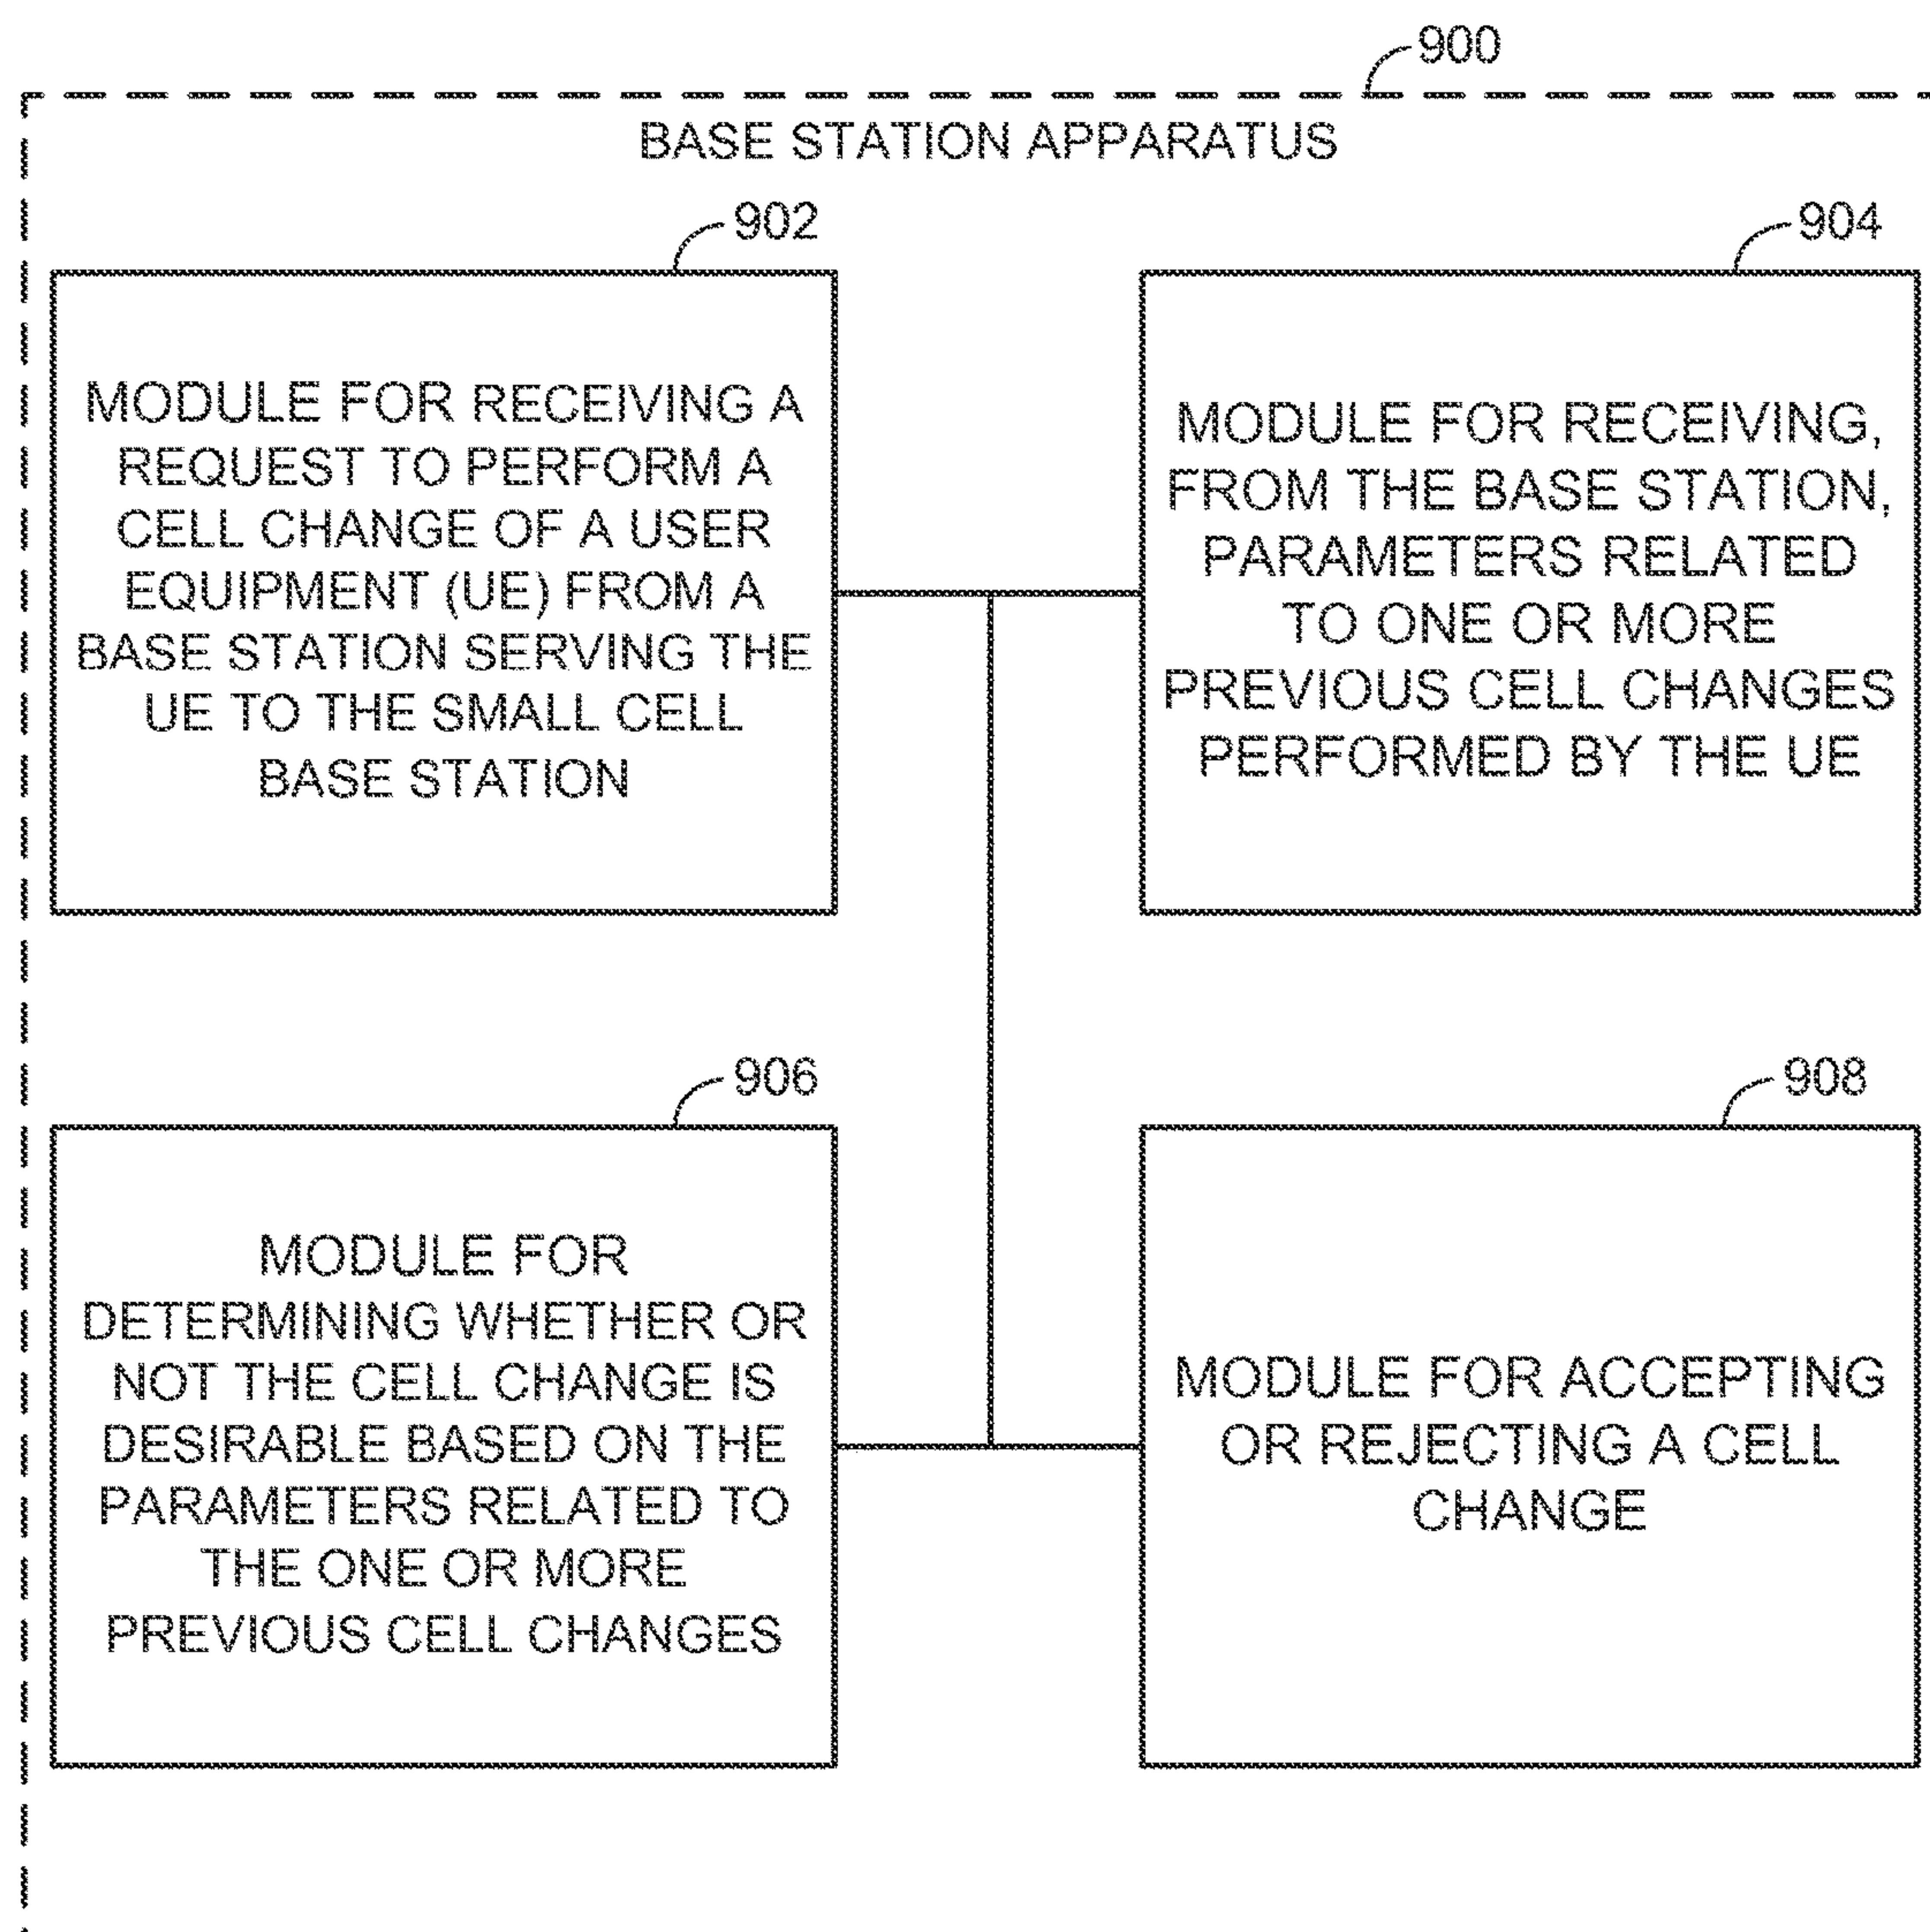 900
BASE STATION APPARATUS
902
MODULE FOR RECEIVING A
REQUEST TO PERFORM A
CELL CHANGE OF A USER
EQUIPMENT (UE) FROM A
BASE STATION SERVING THE
UE TO THE SMALL CELL
BASE STATION
904
MODULE FOR RECEIVING,
FROM THE BASE STATION,
PARAMETERS RELATED
TO ONE OR MORE
PREVIOUS CELL CHANGES
PERFORMED BY THE UE
906
MODULE FOR
DETERMINING WHETHER OR
NOT THE CELL CHANGE IS
DESIRABLE BASED ON THE
PARAMETERS RELATED TO
THE ONE OR MORE
PREVIOUS CELL CHANGES
908
MODULE FOR ACCEPTING
OR REJECTING A CELL
CHANGE